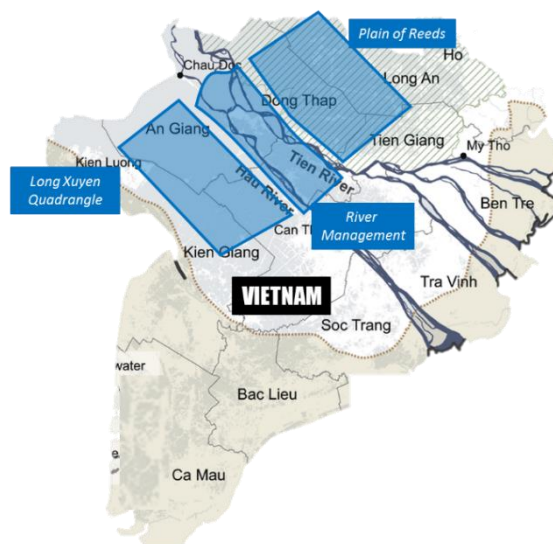 Plain of Reeds
Ho
Chau Doc
Long An
Dong Thap
An Giang
Tien Giang
My Tho
Kien Luong
Tien River
Long Xuyen
Quadrangle
Hau River
Ben Tre
River
Management
Can Th
Kien Giang
Tra Vinh
VIETNAM
Soc Trang
water
Bac Lieu
Ca Mau